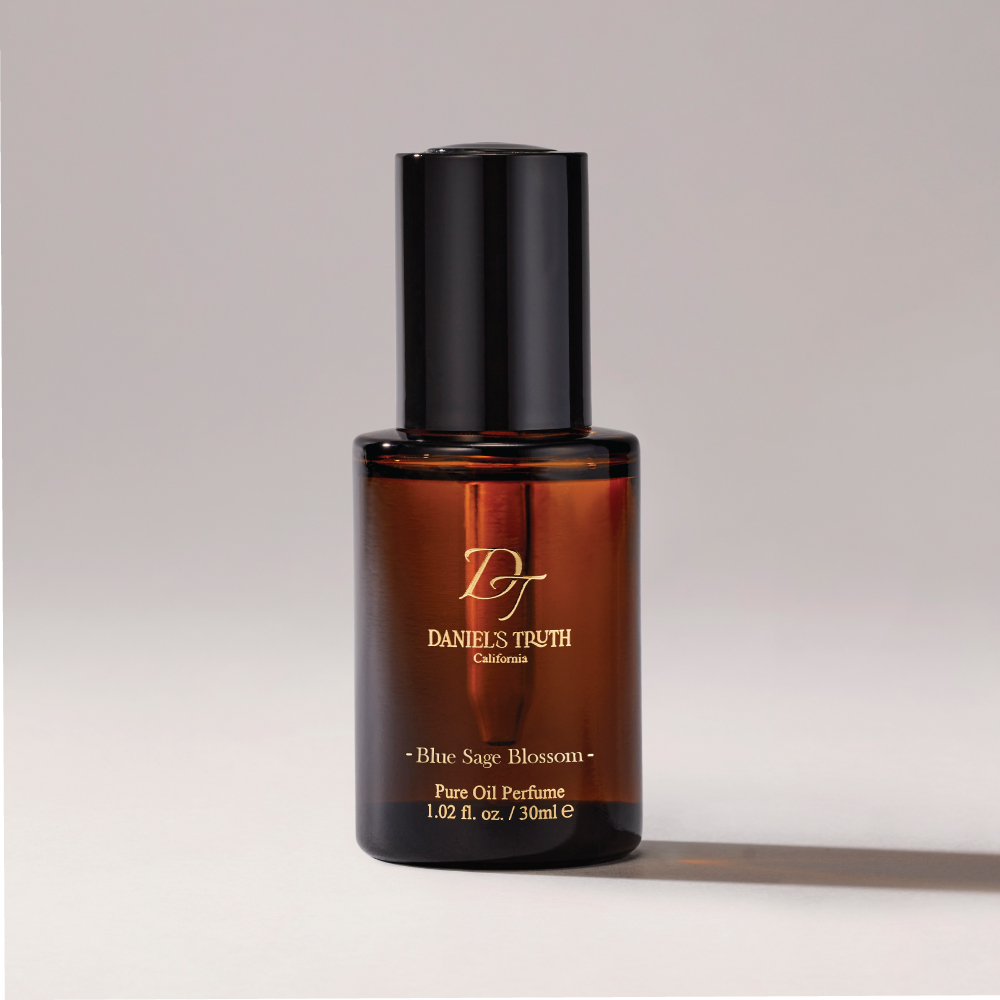 DT
DANIEL'S TRUTH
California
- Blue Sage Blossom -
Pure Oil Perfume
1.02 fl. oz. / 30ml ℮